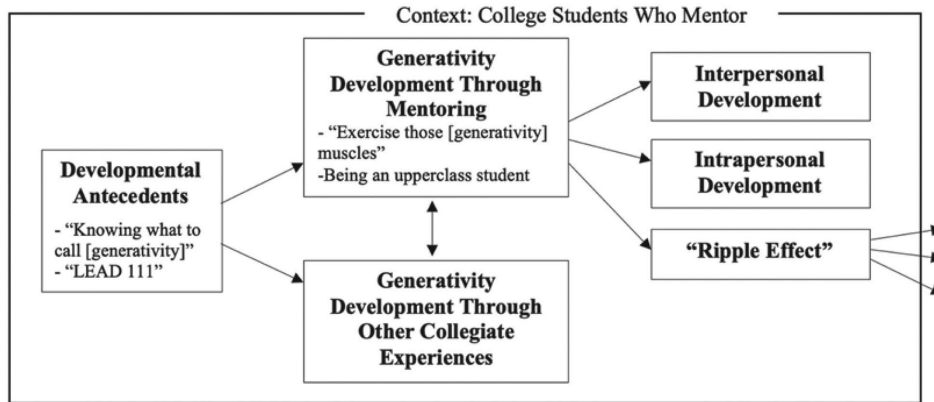 Context: College Students Who Mentor
Generativity
Development Through
Mentoring
- “Exercise those [generativity]
muscles”
-Being an upperclass student
Interpersonal
Development
Developmental
Antecedents
- “Knowing what to
call [generativity]”
- “LEAD 111”
Intrapersonal
Development
“Ripple Effect”
Generativity
Development Through
Other Collegiate
Experiences